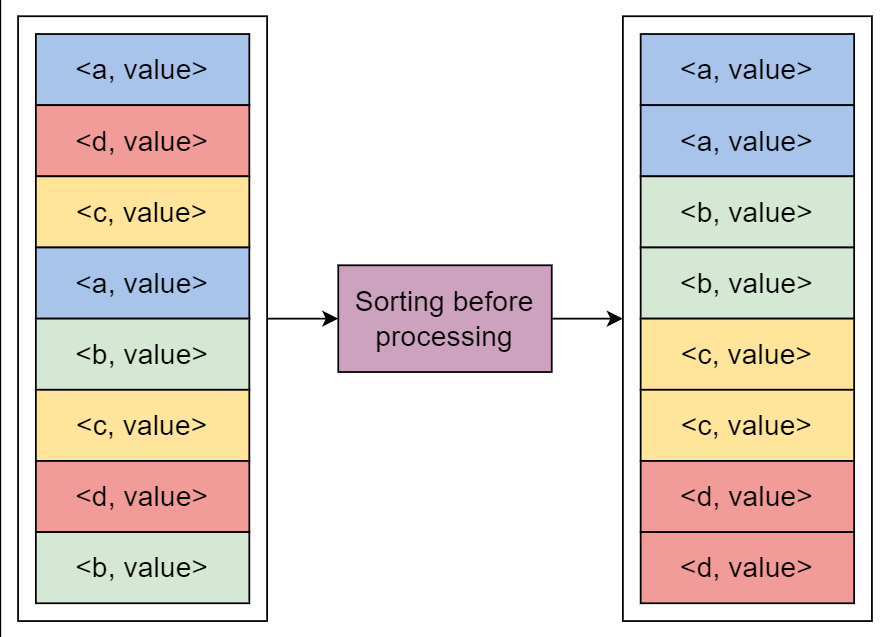 <a, value>
<d, value>
<c, value>
<a, value>
<b, value>
<c, value>
<d, value>
<b, value>
Sorting before
processing
<a, value>
<a, value>
<b, value>
<b, value>
<c, value>
<c, value>
<d, value>
<d, value>